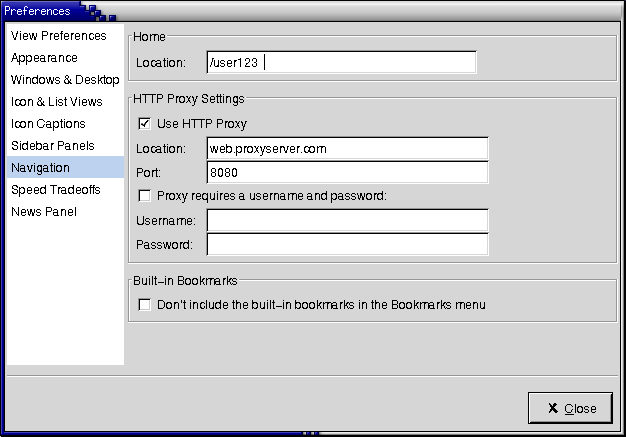 Preferences
View Preferences
Appearance
Windows & Desktop
Icon & List Views
Icon Captions
Sidebar Panels
Navigation
Speed Tradeoffs
News Panel
Home
Location: /user123
HTTP Proxy Settings
Use HTTP Proxy
Location: web.proxyserver.com
Port: 8080
Proxy requires a username and password:
Username:
Password:
Built-in Bookmarks
Don't include the built-in bookmarks in the Bookmarks menu
Close